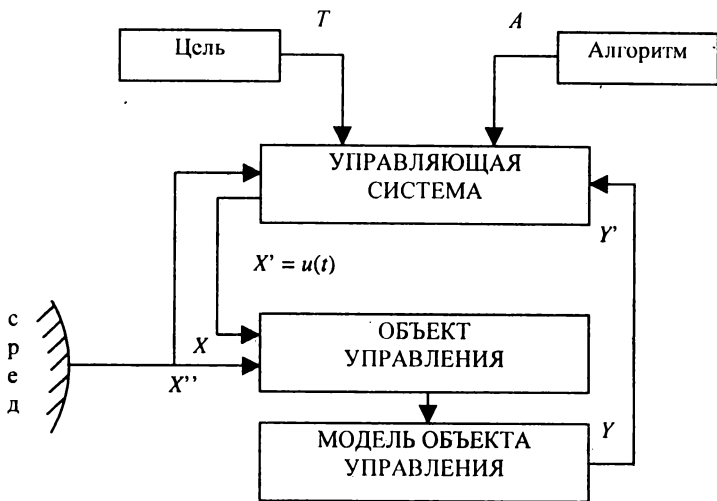 T
A
Цель
Алгоритм
УПРАВЛЯЮЩАЯ
СИСТЕМА
Y'
X' = u(t)
с
р
е
д
X
X''
ОБЪЕКТ
УПРАВЛЕНИЯ
МОДЕЛЬ ОБЪЕКТА
УПРАВЛЕНИЯ
Y